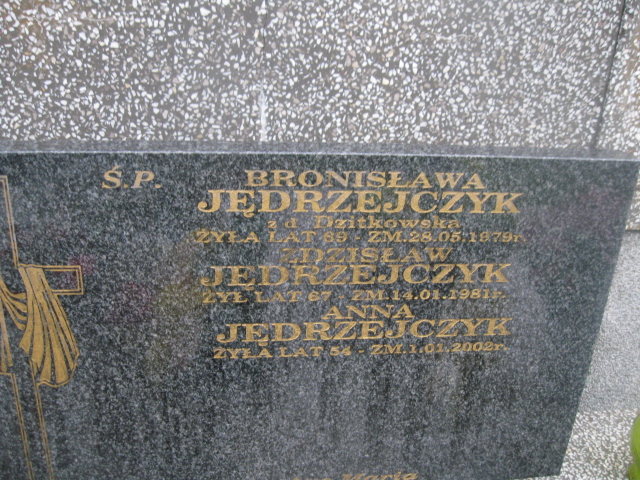 Ś.P. BRONISŁAWA
JĘDRZEJCZYK
z d. Dzitkowska
ŻYŁA LAT 89 - ZM. 28.05.1979r.
ZDZISŁAW
JĘDRZEJCZYK
ŻYŁ LAT 67 - ZM. 14.01.1981r.
ANNA
JĘDRZEJCZYK
ŻYŁA LAT 54 - ZM. 1.01.2002r.